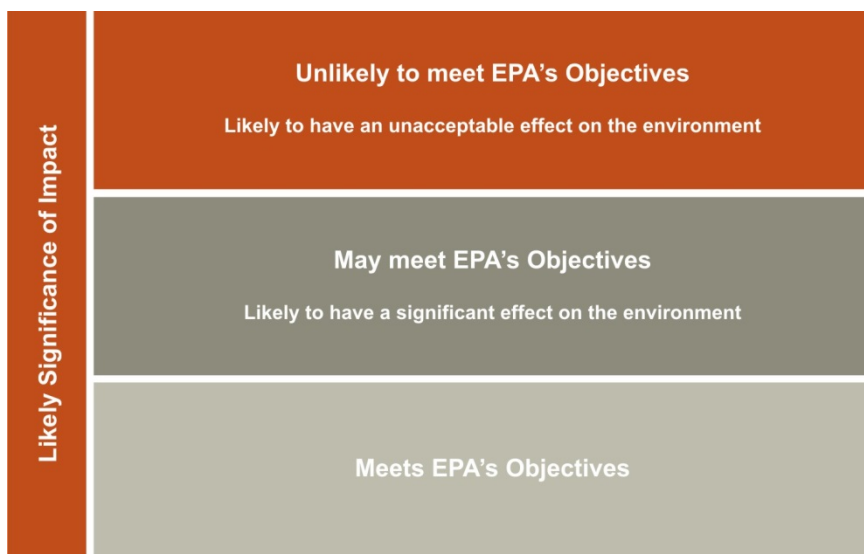 Likely Significance of Impact
Unlikely to meet EPA's Objectives
Likely to have an unacceptable effect on the environment
May meet EPA's Objectives
Likely to have a significant effect on the environment
Meets EPA's Objectives